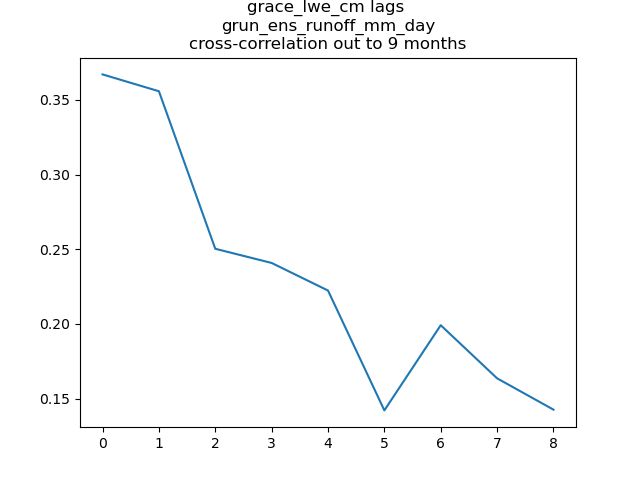 grace_lwe_cm lags
grun_ens_runoff_mm_day
cross-correlation out to 9 months
0.35
0.30
0.25
0.20
0.15
0 1 2 3 4 5 6 7 8